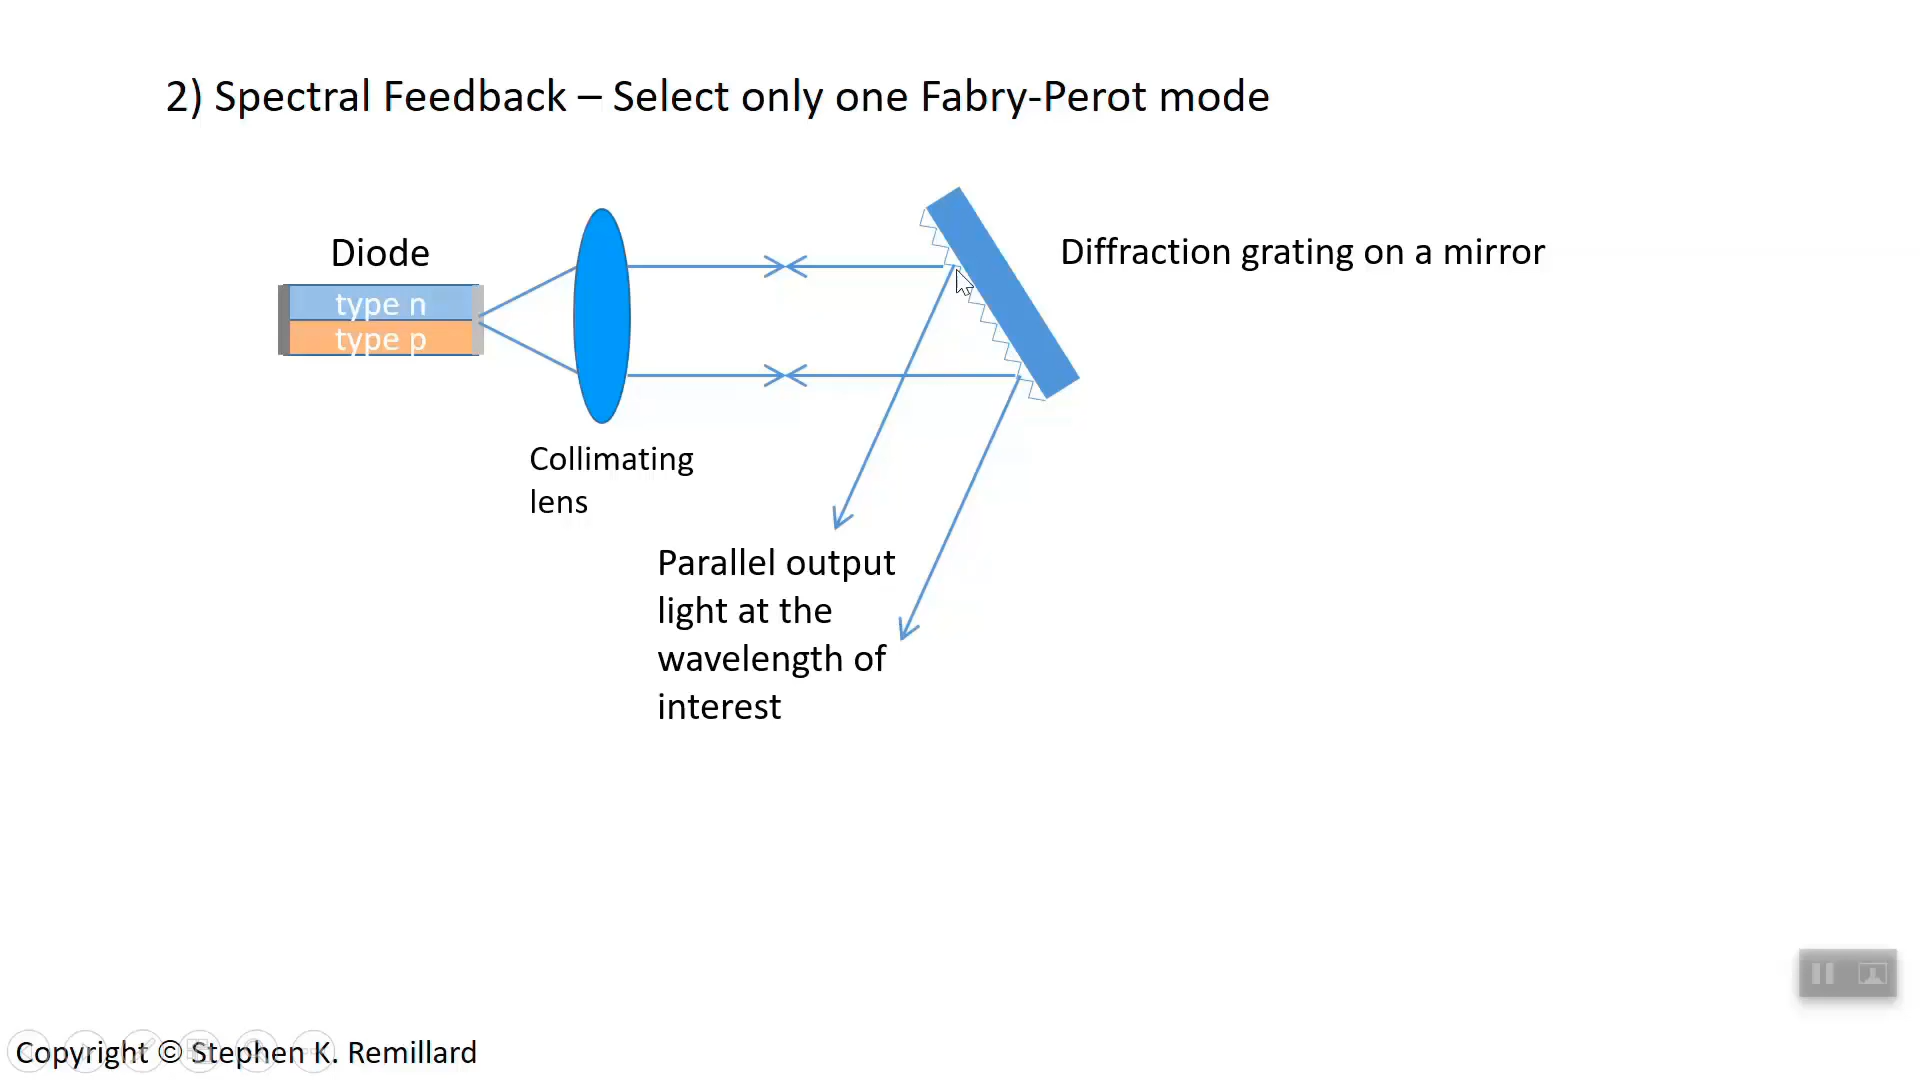 2) Spectral Feedback – Select only one Fabry-Perot mode
Diode
Diffraction grating on a mirror
type n
type p
Collimating
lens
Parallel output
light at the
wavelength of
interest
Copyright © Stephen K. Remillard